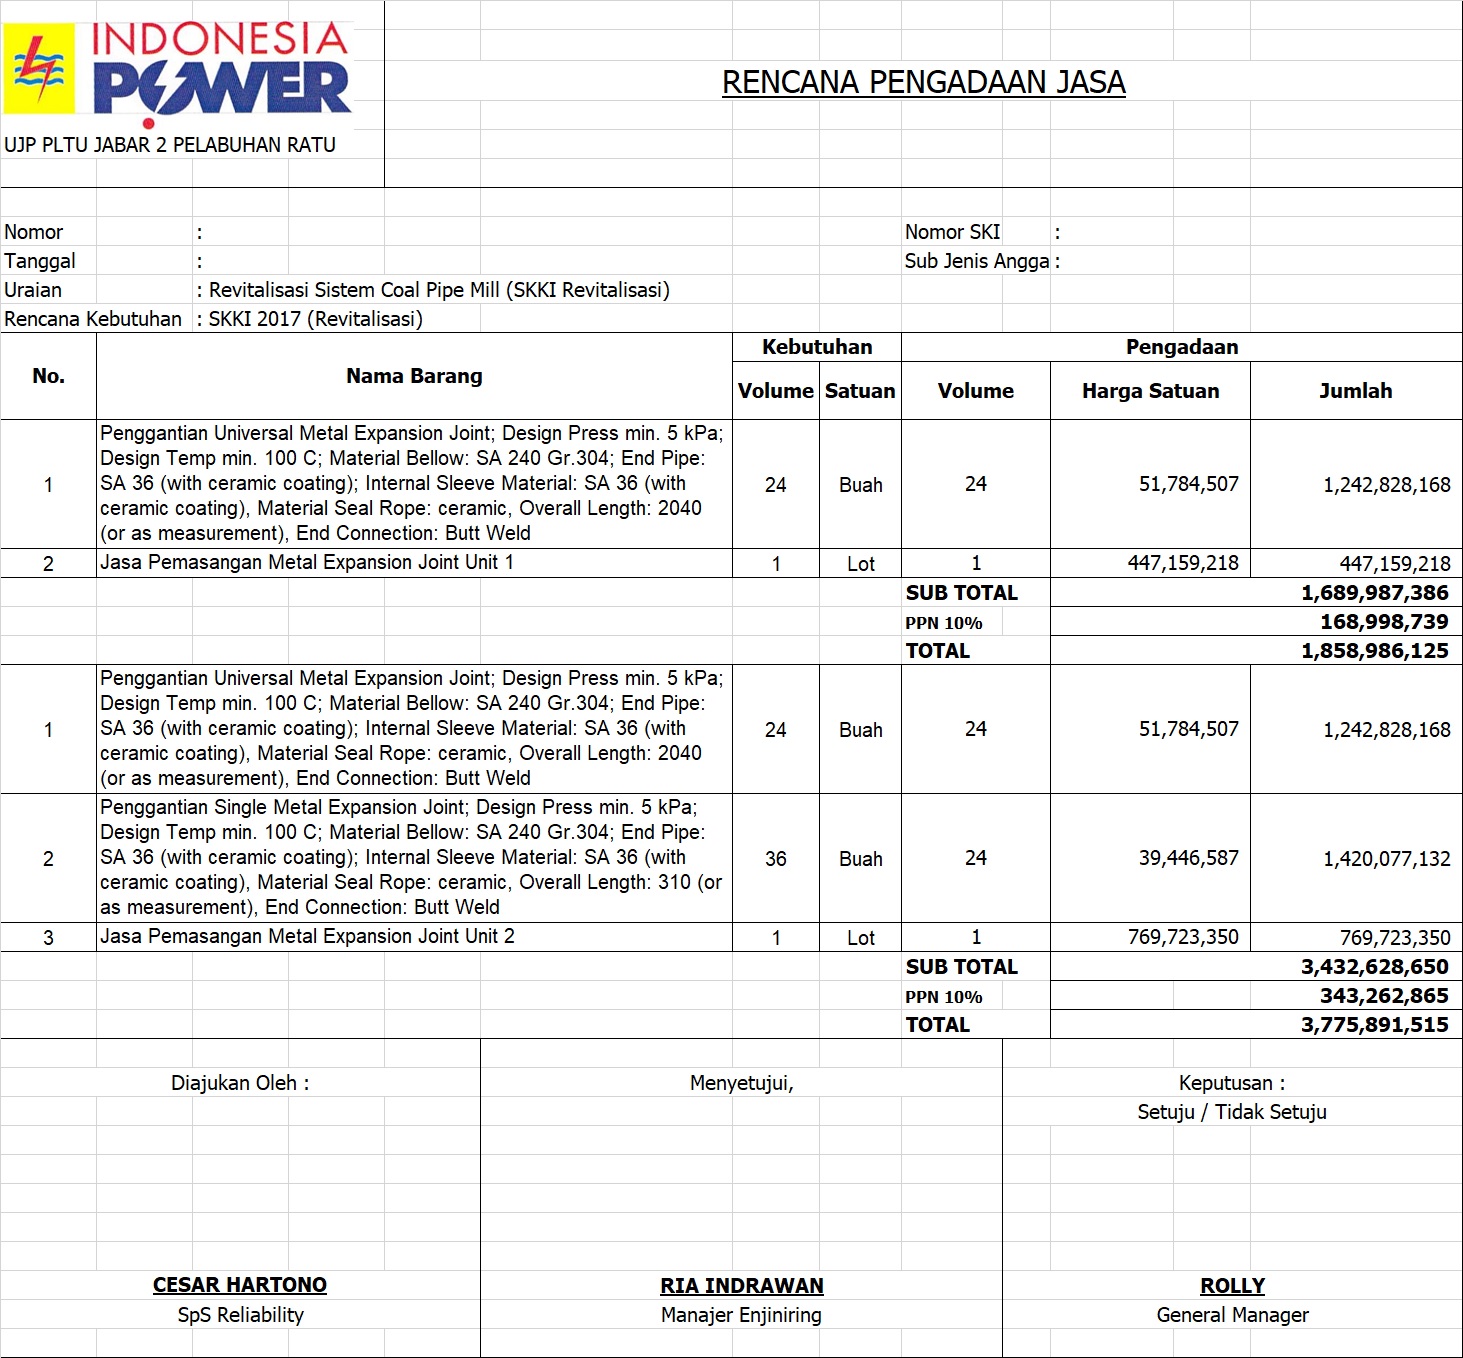 INDONESIA
POWER
UJP PLTU JABAR 2 PELABUHAN RATU
RENCANA PENGADAAN JASA
Nomor : Nomor SKI :
Tanggal : Sub Jenis Angga :
Uraian : Revitalisasi Sistem Coal Pipe Mill (SKKI Revitalisasi)
Rencana Kebutuhan : SKKI 2017 (Revitalisasi)
No. Nama Barang Kebutuhan Pengadaan
Volume Satuan Volume Harga Satuan Jumlah
Penggantian Universal Metal Expansion Joint; Design Press min. 5 kPa;
Design Temp min. 100 C; Material Bellow: SA 240 Gr.304; End Pipe:
1 SA 36 (with ceramic coating); Internal Sleeve Material: SA 36 (with 24 Buah 24 51,784,507 1,242,828,168
ceramic coating), Material Seal Rope: ceramic, Overall Length: 2040
(or as measurement), End Connection: Butt Weld
2 Jasa Pemasangan Metal Expansion Joint Unit 1 1 Lot 1 447,159,218 447,159,218
SUB TOTAL 1,689,987,386
PPN 10% 168,998,739
TOTAL 1,858,986,125
Penggantian Universal Metal Expansion Joint; Design Press min. 5 kPa;
Design Temp min. 100 C; Material Bellow: SA 240 Gr.304; End Pipe:
1 SA 36 (with ceramic coating); Internal Sleeve Material: SA 36 (with 24 Buah 24 51,784,507 1,242,828,168
ceramic coating), Material Seal Rope: ceramic, Overall Length: 2040
(or as measurement), End Connection: Butt Weld
Penggantian Single Metal Expansion Joint; Design Press min. 5 kPa;
Design Temp min. 100 C; Material Bellow: SA 240 Gr.304; End Pipe:
2 SA 36 (with ceramic coating); Internal Sleeve Material: SA 36 (with 36 Buah 24 39,446,587 1,420,077,132
ceramic coating), Material Seal Rope: ceramic, Overall Length: 310 (or
as measurement), End Connection: Butt Weld
3 Jasa Pemasangan Metal Expansion Joint Unit 2 1 Lot 1 769,723,350 769,723,350
SUB TOTAL 3,432,628,650
PPN 10% 343,262,865
TOTAL 3,775,891,515
Diajukan Oleh : Menyetujui, Keputusan :
Setuju / Tidak Setuju
CESAR HARTONO RIA INDRAWAN ROLLY
SpS Reliability Manajer Enjiniring General Manager